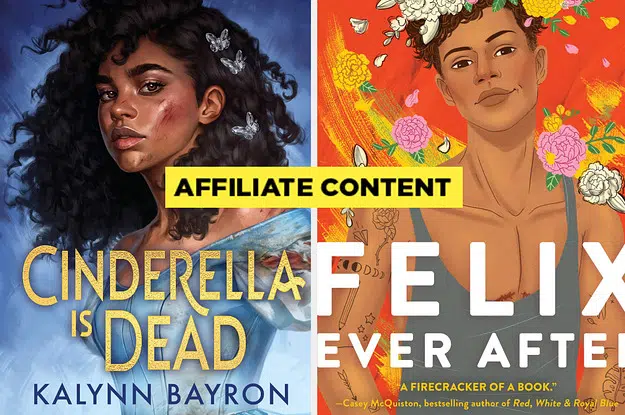 AFFILIATE CONTENT
CINDERELLA
IS DEAD
KALYNN BAYRON
FELIX
EVER AFTER
"A FIRECRACKER OF A BOOK."
—Casey McQuiston, bestselling author of Red, White & Royal Blue